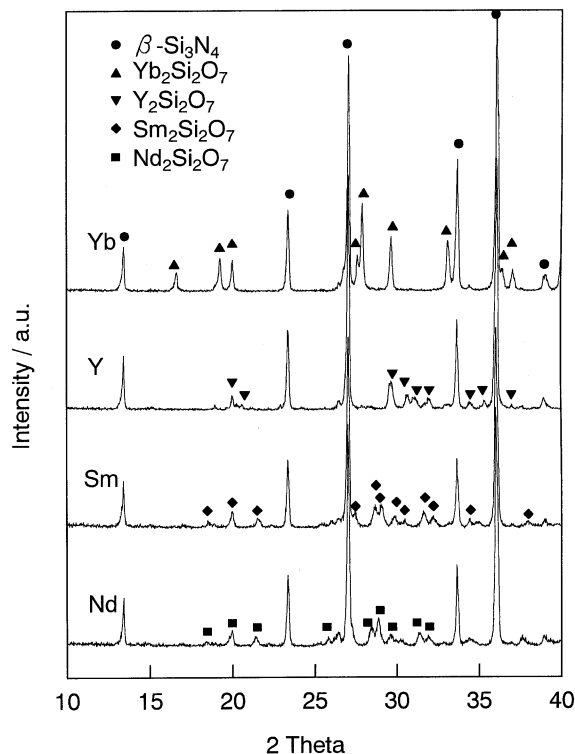 β-Si₃N₄
Yb₂Si₂O₇
Y₂Si₂O₇
Sm₂Si₂O₇
Nd₂Si₂O₇
Yb
Y
Sm
Nd
Intensity / a.u.
10 15 20 25 30 35 40
2 Theta